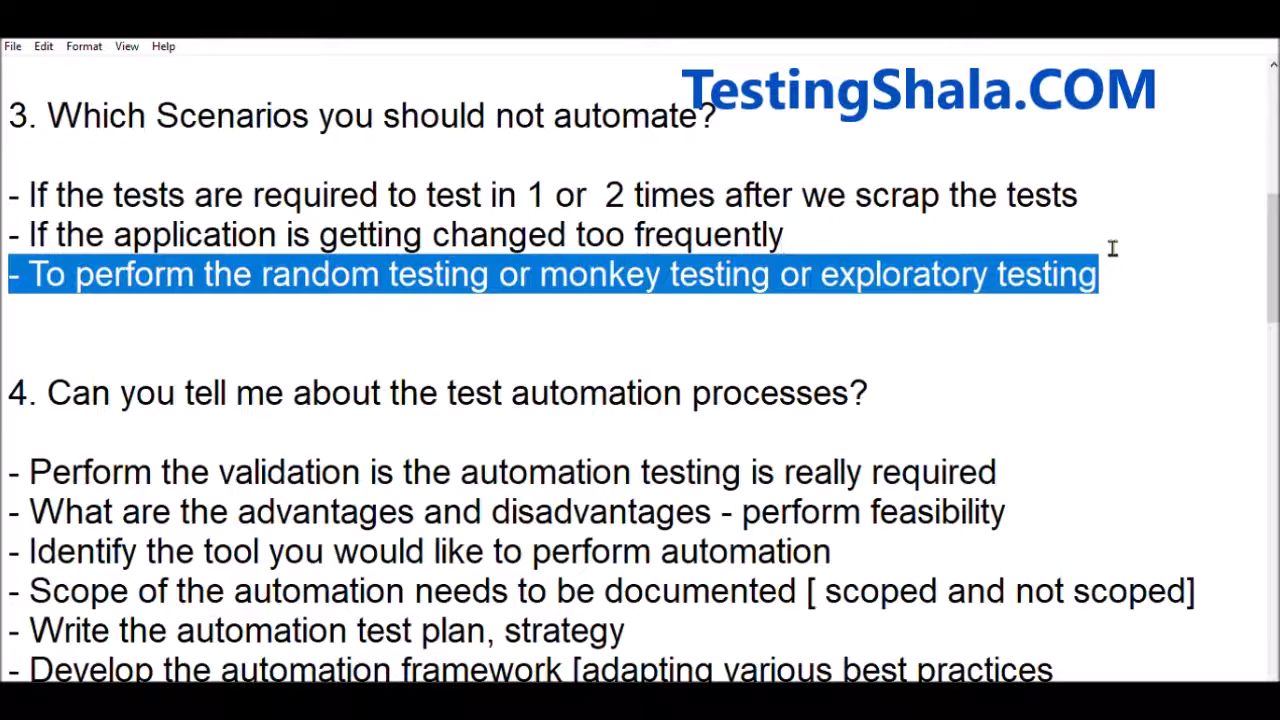 File Edit Format View Help
TestingShala.COM
3. Which Scenarios you should not automate?
- If the tests are required to test in 1 or  2 times after we scrap the tests
- If the application is getting changed too frequently
- To perform the random testing or monkey testing or exploratory testing
4. Can you tell me about the test automation processes?
- Perform the validation is the automation testing is really required
- What are the advantages and disadvantages - perform feasibility
- Identify the tool you would like to perform automation
- Scope of the automation needs to be documented [ scoped and not scoped]
- Write the automation test plan, strategy
- Develop the automation framework [adapting various best practices